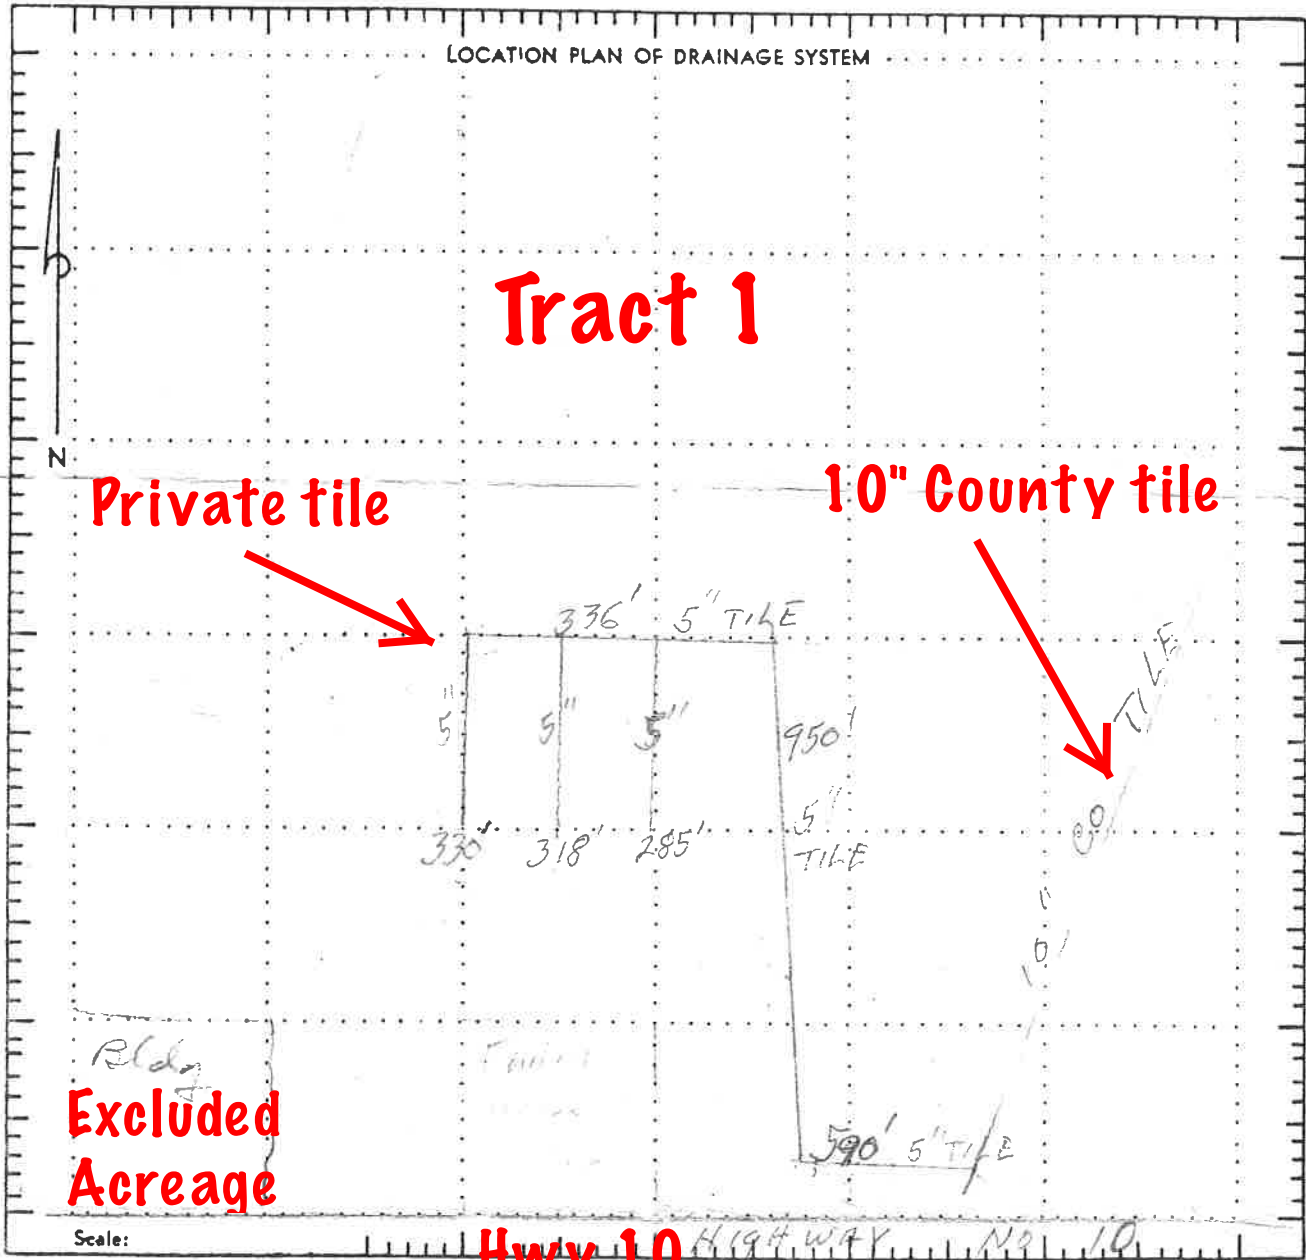 LOCATION PLAN OF DRAINAGE SYSTEM
Tract 1
N
Private tile
10" County tile
336' 5" TILE
TILE
5"
5"
5"
950'
5"
TILE
330'
318'
285'
Bldg
Excluded
Acreage
590' 5" TILE
Scale:
Hwy 10
HIGHWAY NO 10